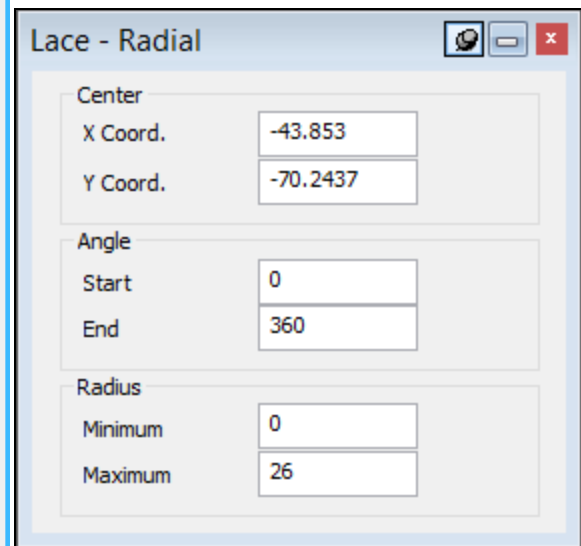 Lace - Radial
Center
X Coord. -43.853
Y Coord. -70.2437
Angle
Start 0
End 360
Radius
Minimum 0
Maximum 26